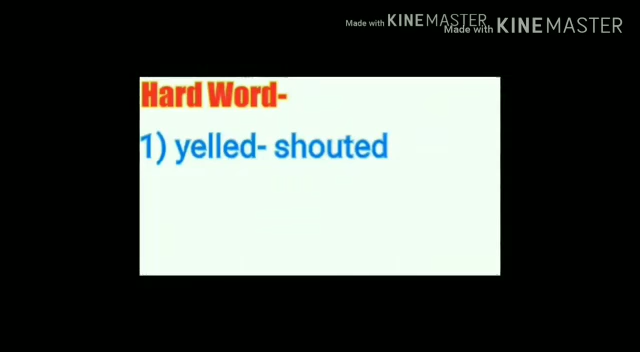 Made with KINEMASTER
Made with KINEMASTER
Hard Word-
1) yelled- shouted